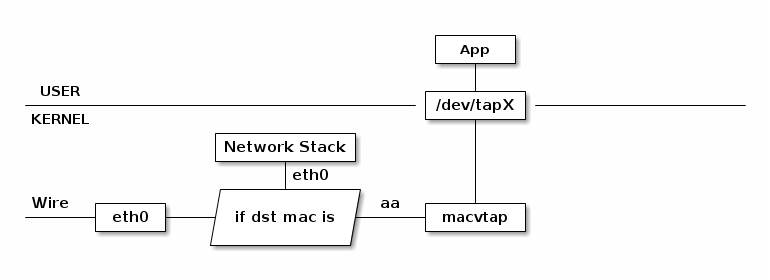 App
USER
/dev/tapX
KERNEL
Network Stack
eth0
Wire
eth0
if dst mac is
aa
macvtap